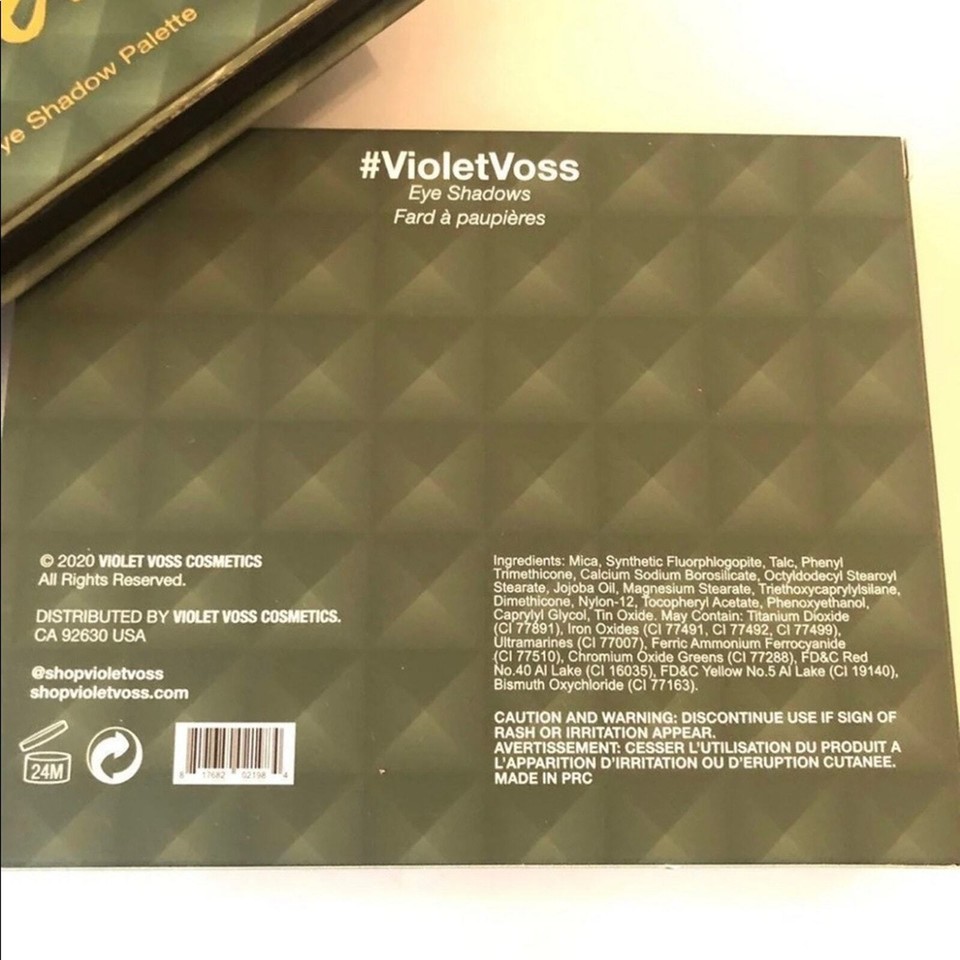 ye Shadow Palette
#VioletVoss
Eye Shadows
Fard à paupières
© 2020 VIOLET VOSS COSMETICS
All Rights Reserved.
DISTRIBUTED BY VIOLET VOSS COSMETICS.
CA 92630 USA
@shopvioletvoss
shopvioletvoss.com
24M
8 17682 02198 4
Ingredients: Mica, Synthetic Fluorphlogopite, Talc, Phenyl
Trimethicone, Calcium Sodium Borosilicate, Octyldodecyl Stearoyl
Stearate, Jojoba Oil, Magnesium Stearate, Triethoxycaprylylsilane,
Dimethicone, Nylon-12, Tocopheryl Acetate, Phenoxyethanol,
Caprylyl Glycol, Tin Oxide. May Contain: Titanium Dioxide
(CI 77891), Iron Oxides (CI 77491, CI 77492, CI 77499),
Ultramarines (CI 77007), Ferric Ammonium Ferrocyanide
(CI 77510), Chromium Oxide Greens (CI 77288), FD&C Red
No.40 Al Lake (CI 16035), FD&C Yellow No.5 Al Lake (CI 19140),
Bismuth Oxychloride (CI 77163).
CAUTION AND WARNING: DISCONTINUE USE IF SIGN OF
RASH OR IRRITATION APPEAR.
AVERTISSEMENT: CESSER L'UTILISATION DU PRODUIT A
L'APPARITION D'IRRITATION OU D'ERUPTION CUTANEE.
MADE IN PRC